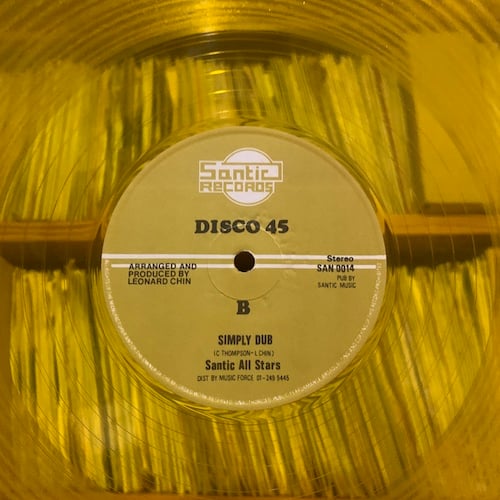 Santic
RECORDS
DISCO 45
ARRANGED AND
PRODUCED BY
LEONARD CHIN
Stereo
SAN 0014
PUB BY
SANTIC MUSIC
B
SIMPLY DUB
(C THOMPSON-L.CHIN)
Santic All Stars
DIST BY MUSIC FORCE 01-249 5445